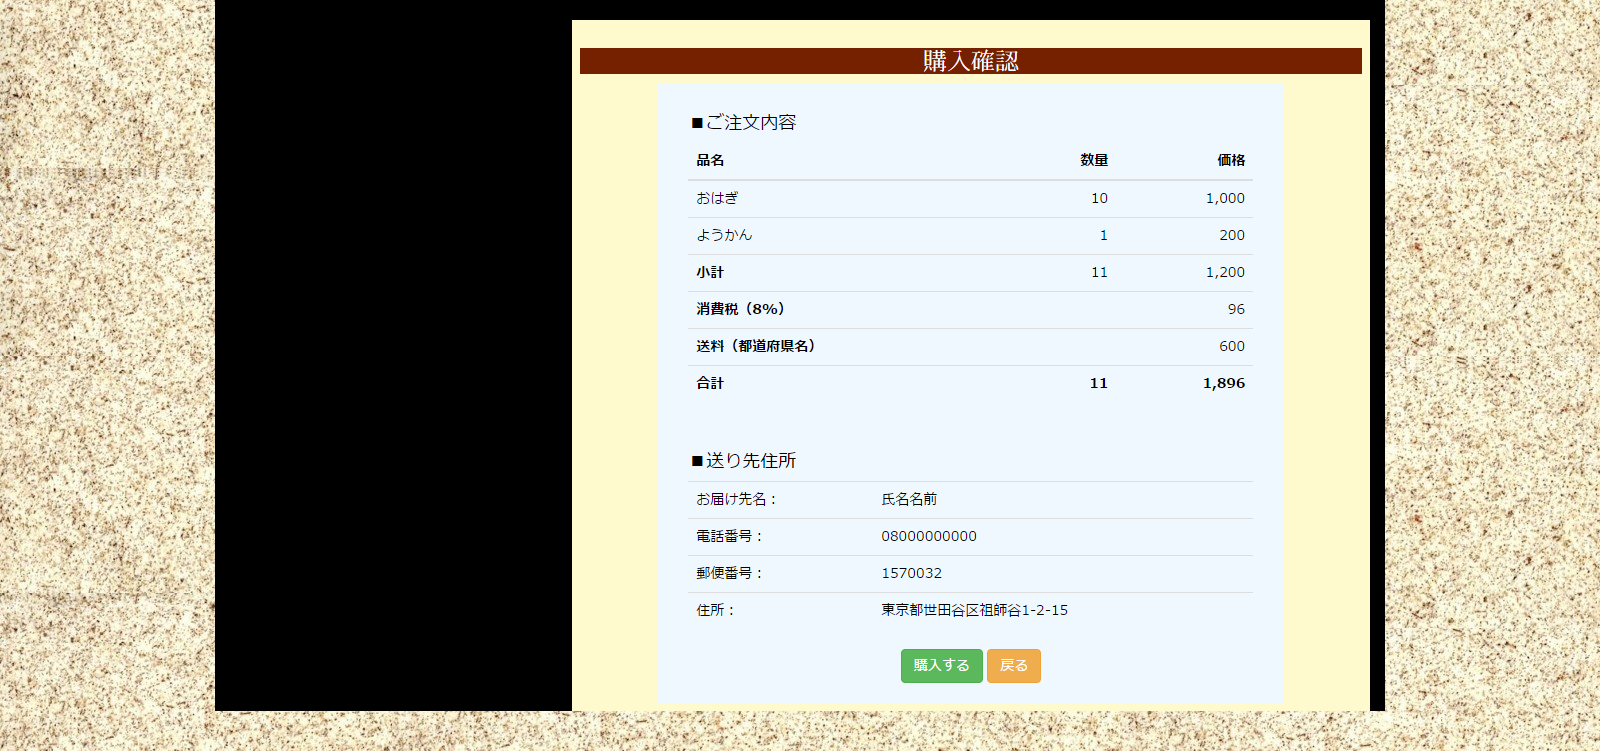 購入確認
■ご注文内容
品名 数量 価格
おはぎ 10 1,000
ようかん 1 200
小計 11 1,200
消費税（8%） 96
送料（都道府県名） 600
合計 11 1,896
■送り先住所
お届け先名： 氏名名前
電話番号： 08000000000
郵便番号： 1570032
住所： 東京都世田谷区祖師谷1-2-15
購入する 戻る